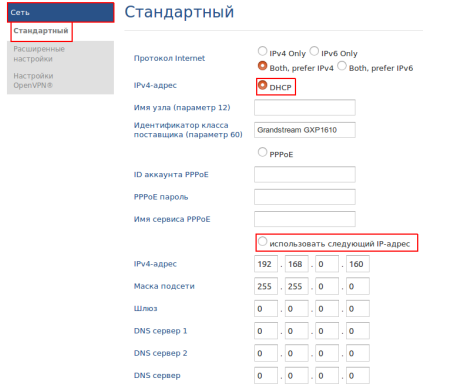 Сеть
Стандартный
Расширенные
настройки
Настройки
OpenVPN®
Стандартный
Протокол Internet
IPv4 Only IPv6 Only
Both, prefer IPv4 Both, prefer IPv6
IPv4-адрес
DHCP
Имя узла (параметр 12)
Идентификатор класса
поставщика (параметр 60)
Grandstream GXP1610
PPPoE
ID аккаунта PPPoE
PPPoE пароль
Имя сервиса PPPoE
использовать следующий IP-адрес
IPv4-адрес 192 . 168 . 0 . 160
Маска подсети 255 . 255 . 0 . 0
Шлюз 0 . 0 . 0 . 0
DNS сервер 1 0 . 0 . 0 . 0
DNS сервер 2 0 . 0 . 0 . 0
DNS сервер 0 . 0 . 0 . 0